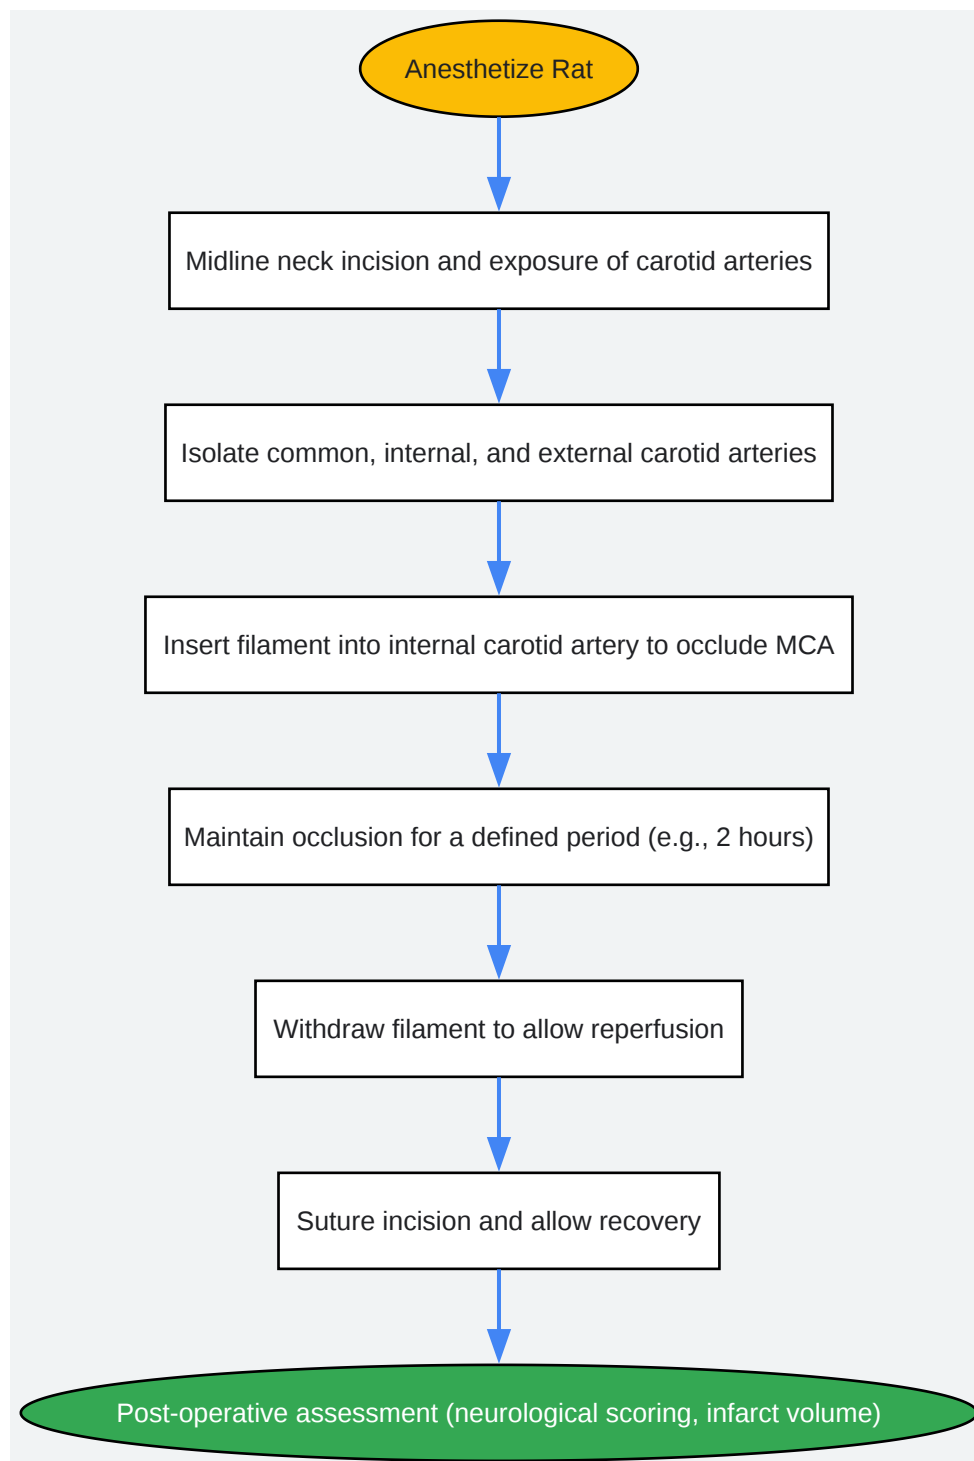 Anesthetize Rat
Midline neck incision and exposure of carotid arteries
Isolate common, internal, and external carotid arteries
Insert filament into internal carotid artery to occlude MCA
Maintain occlusion for a defined period (e.g., 2 hours)
Withdraw filament to allow reperfusion
Suture incision and allow recovery
Post-operative assessment (neurological scoring, infarct volume)